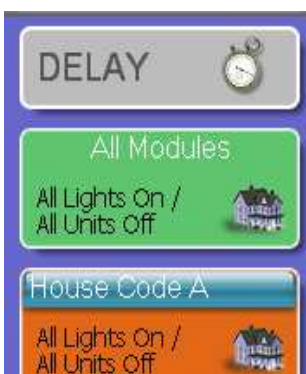 DELAY
All Modules
All Lights On /
All Units Off
House Code A
All Lights On /
All Units Off